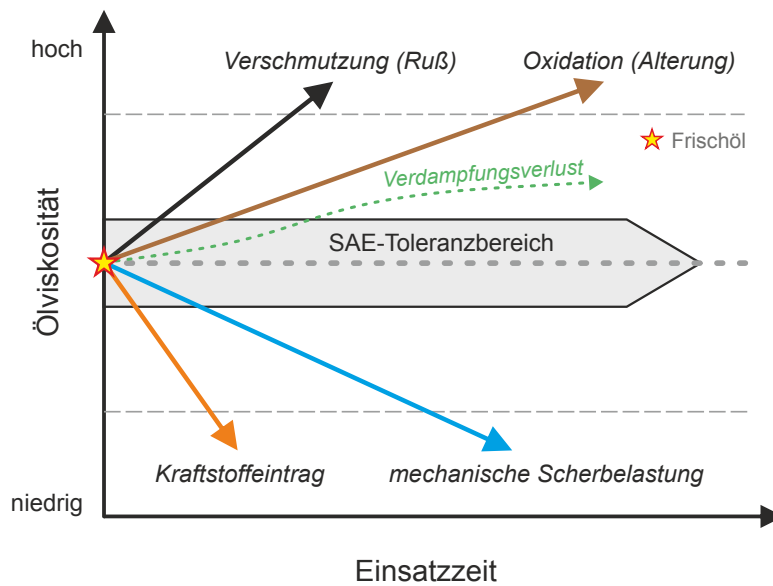 hoch
Verschmutzung (Ruß)
Oxidation (Alterung)
Frischöl
Verdampfungsverlust
SAE-Toleranzbereich
Ölviskosität
Kraftstoffeintrag
mechanische Scherbelastung
niedrig
Einsatzzeit